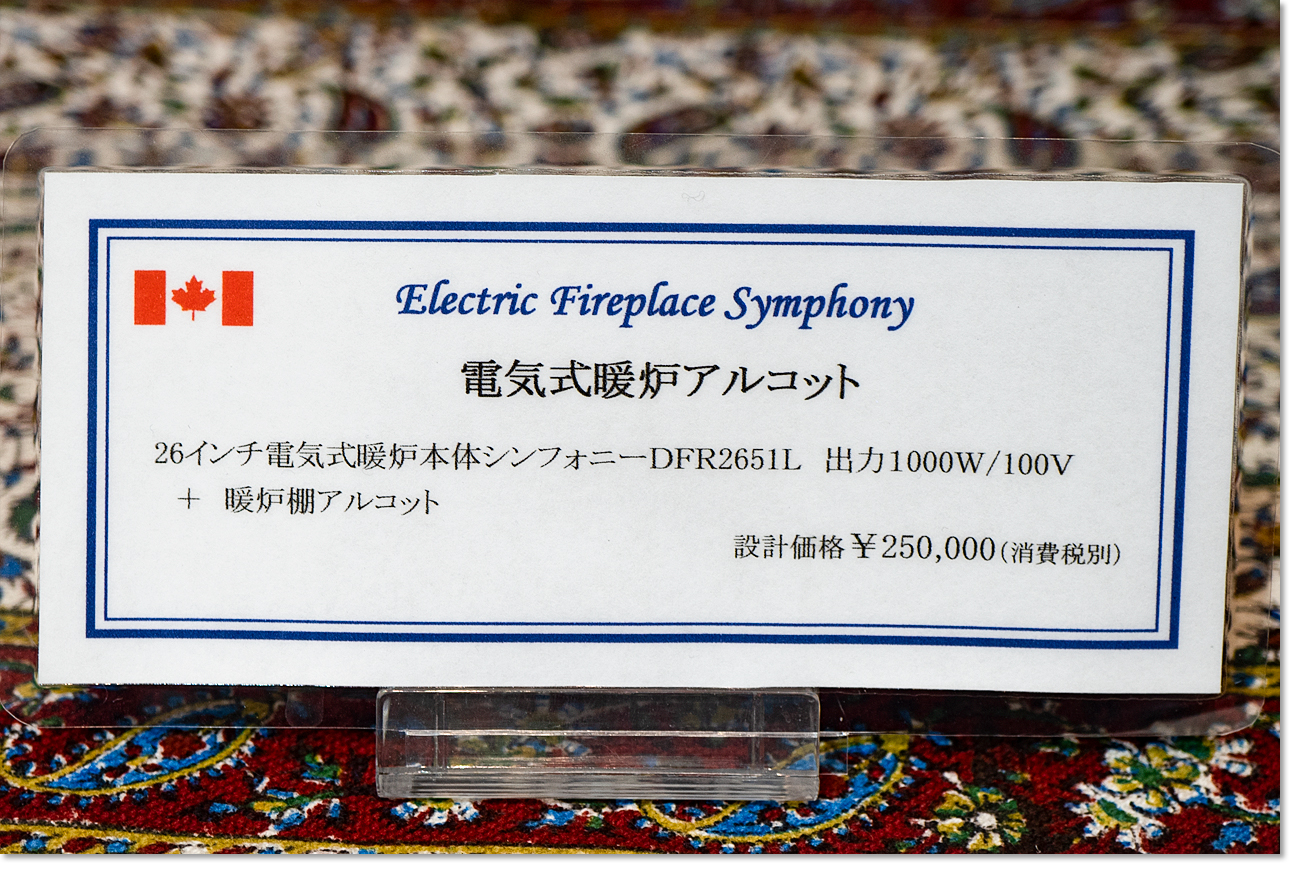 Electric Fireplace Symphony
電気式暖炉アルコット
26インチ電気式暖炉本体シンフォニーDFR2651L 出力1000W/100V
＋ 暖炉棚アルコット
設計価格￥250,000(消費税別)